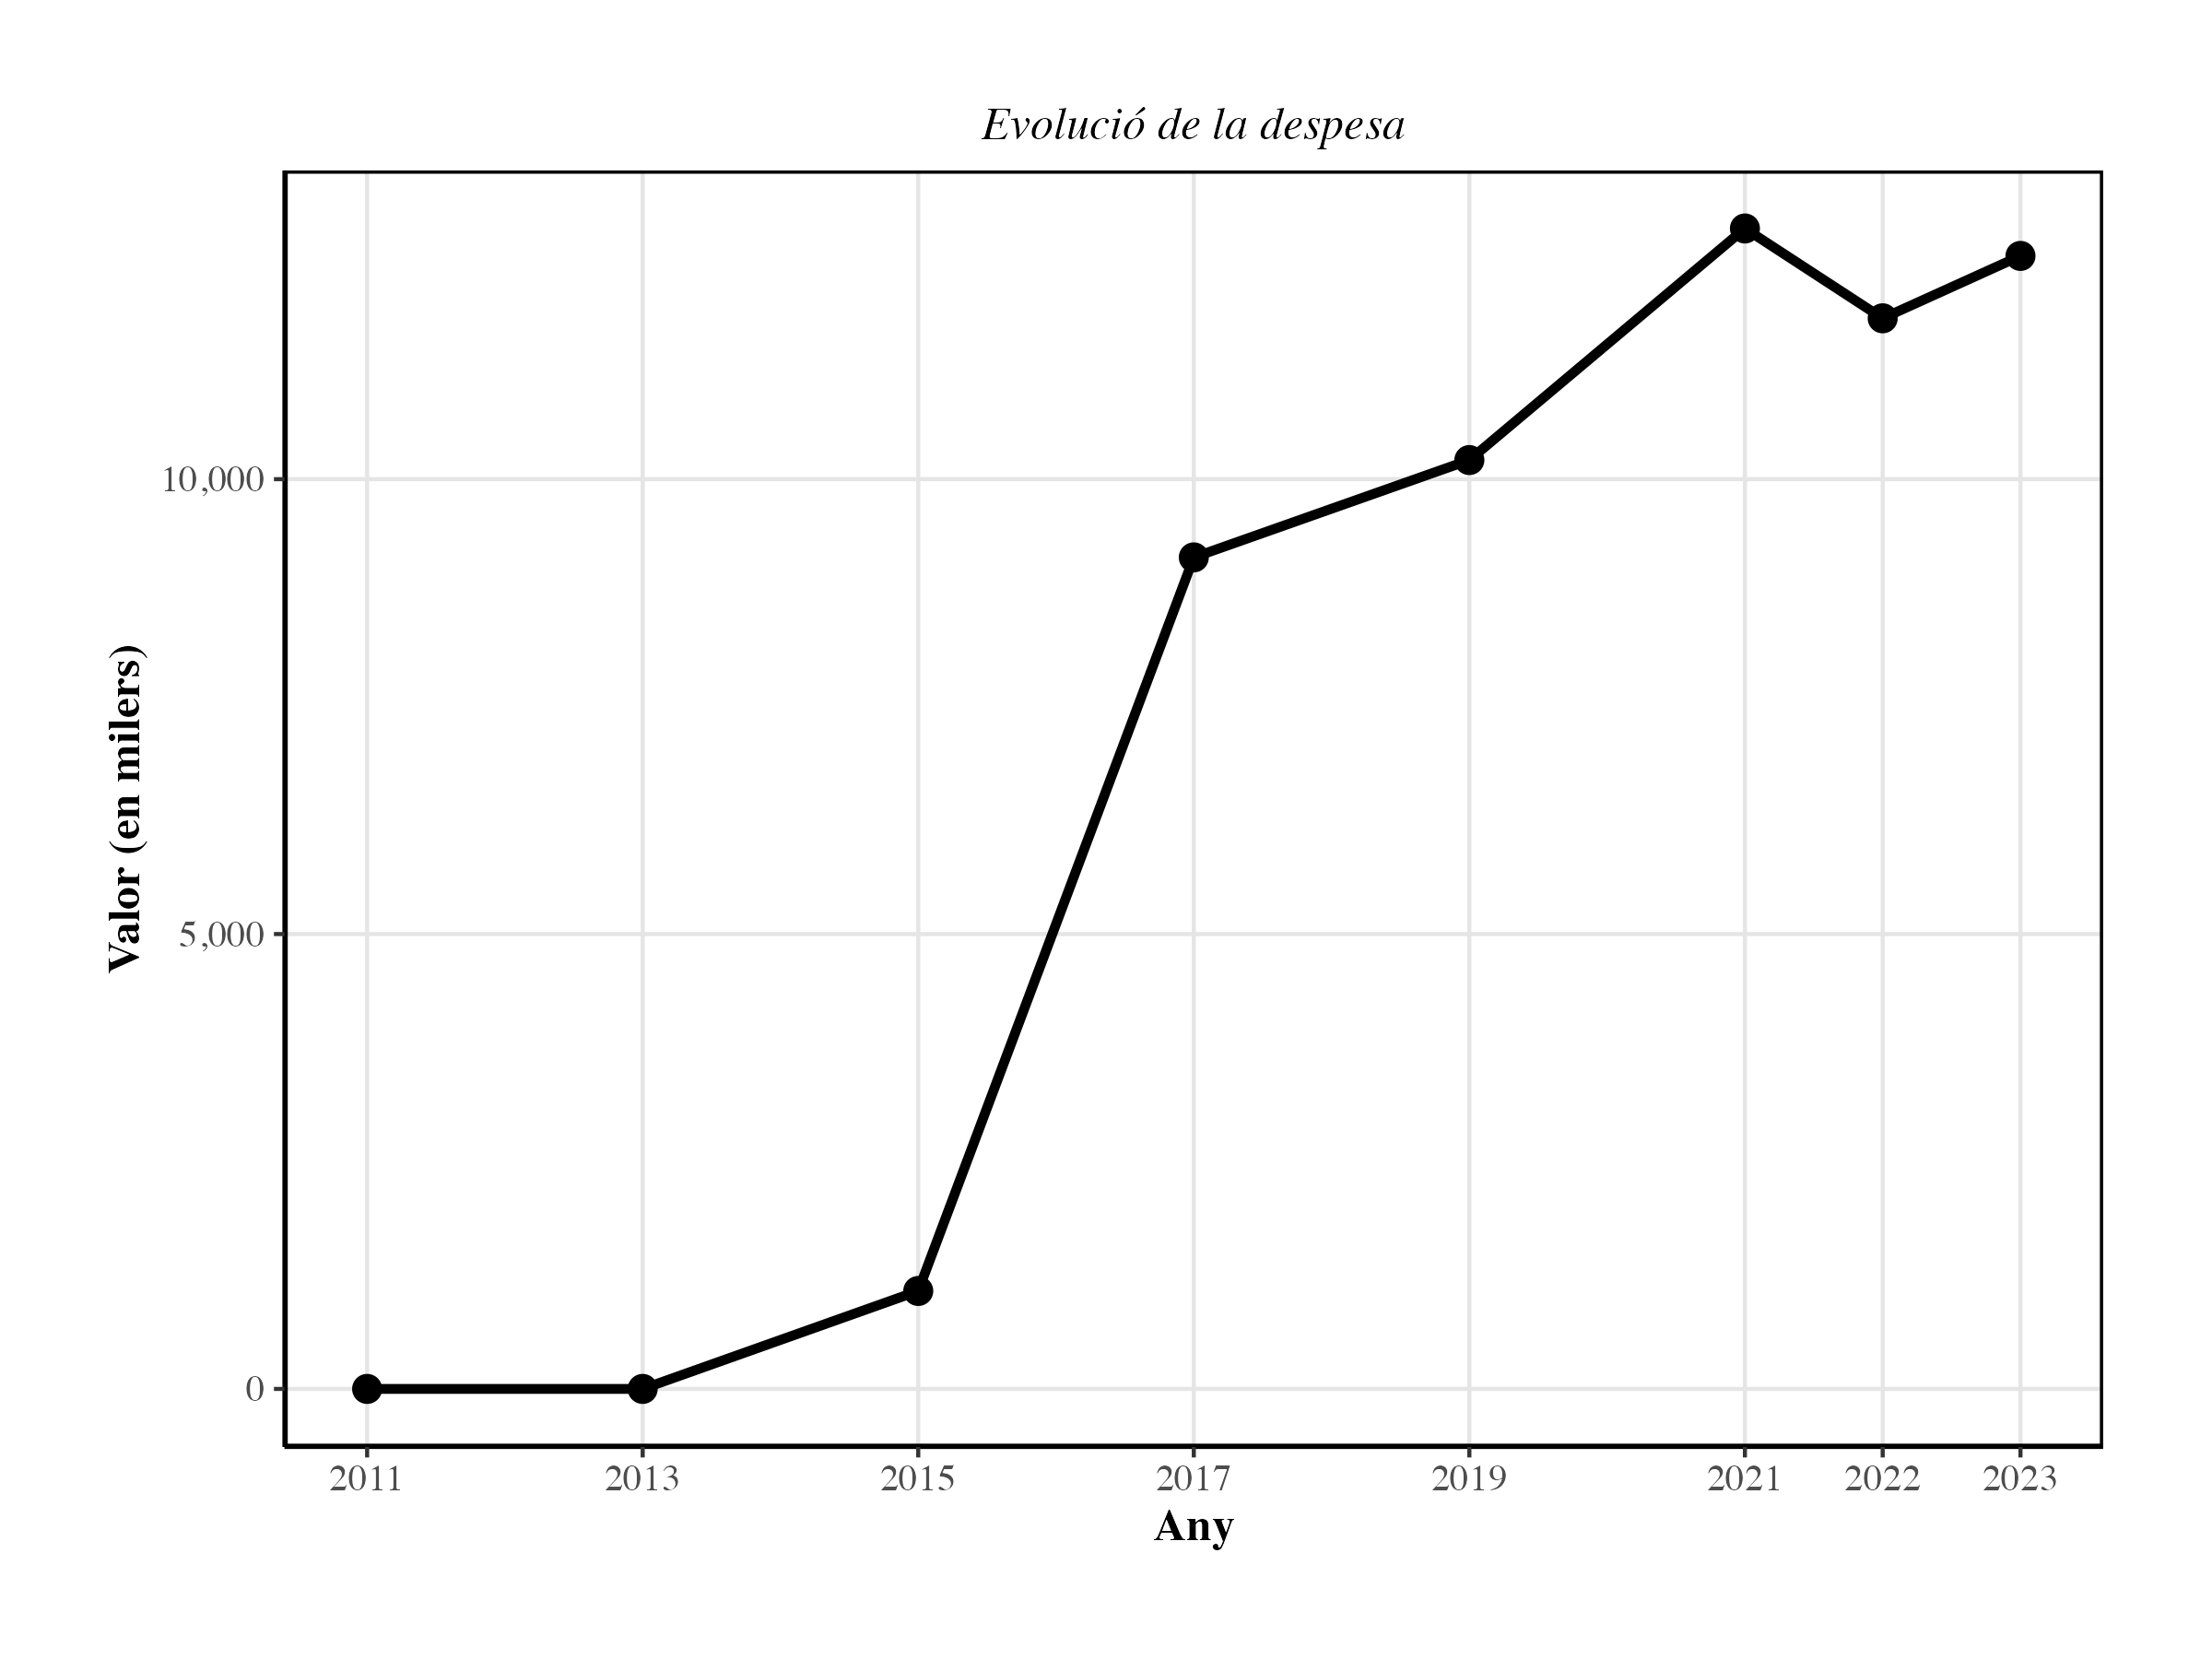 Evolució de la despesa
Valor (en milers)
10,000
5,000
0
2011 2013 2015 2017 2019 2021 2022 2023
Any